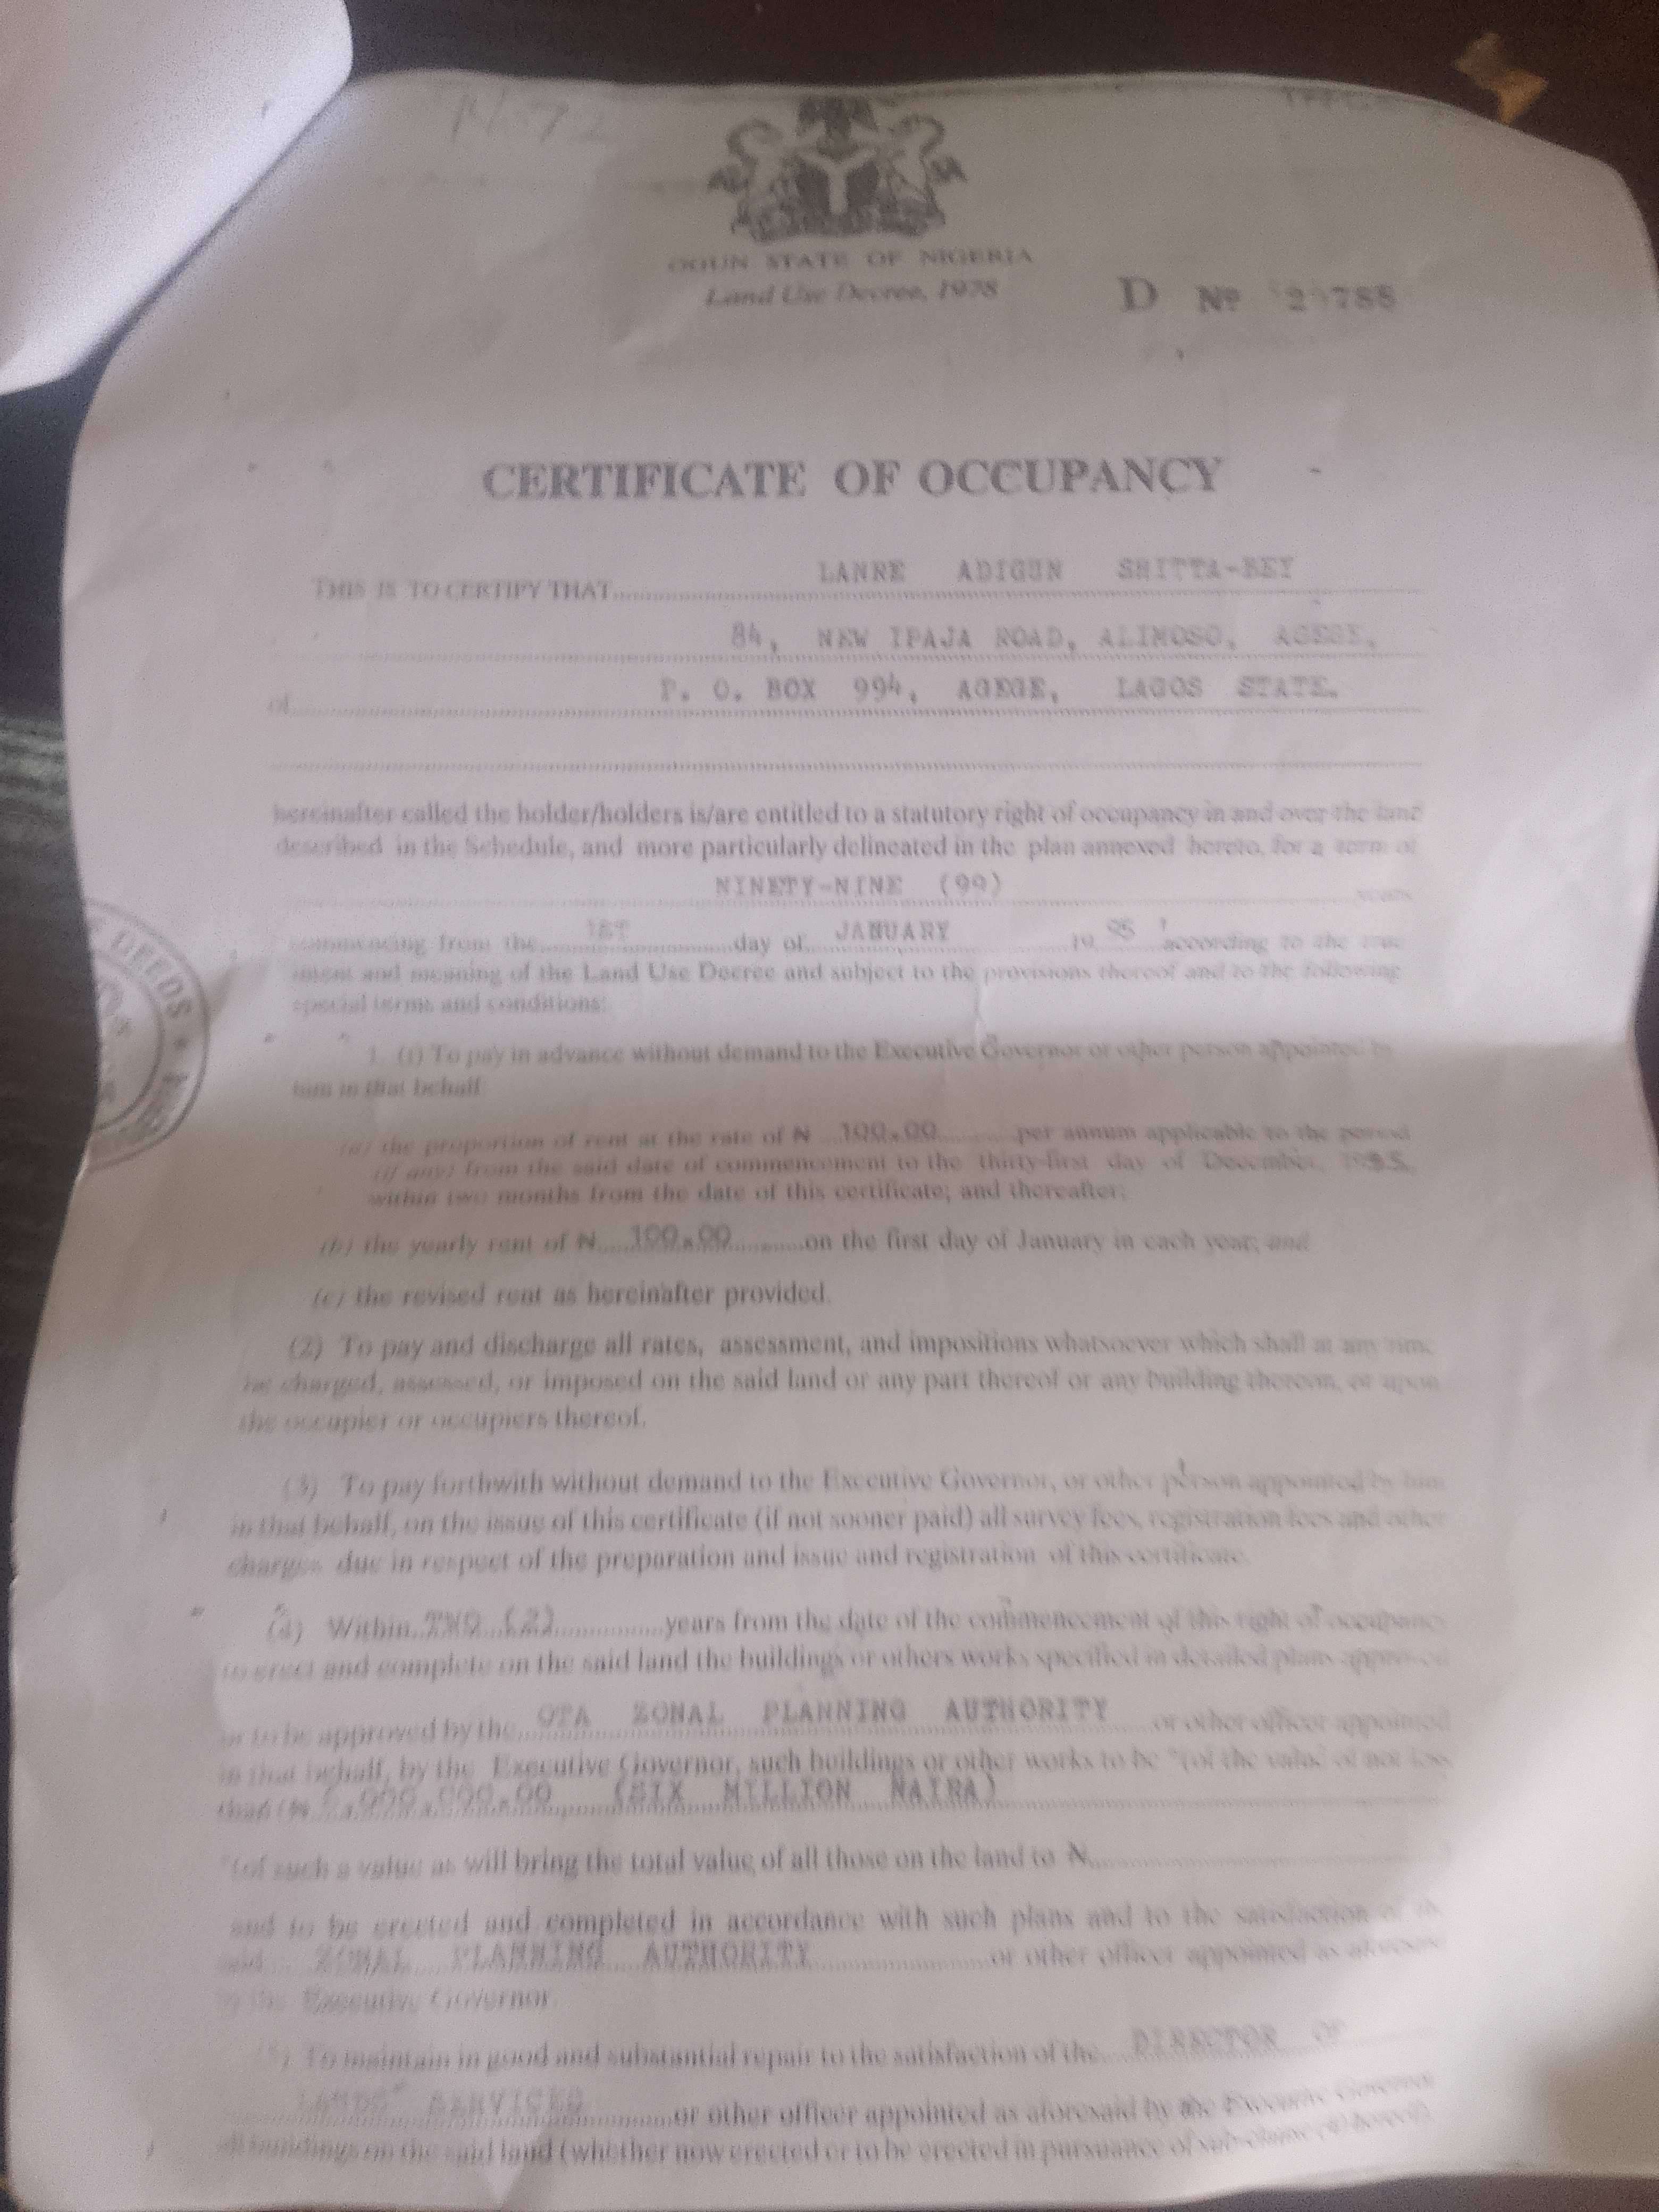 OGUN STATE OF NIGERIA
Land Use Decree, 1978
D No
CERTIFICATE OF OCCUPANCY
THIS IS TO CERTIFY THAT LANRE ADIGUN SHITTA-BEY
84, NEW IPAJA ROAD, ALIMOSO, AGEGE,
of P. O. BOX 994, AGEGE, LAGOS STATE.
hereinafter called the holder/holders is/are entitled to a statutory right of occupancy in and over the land
described in the Schedule, and more particularly delineated in the plan annexed hereto, for a term of
NINETY-NINE (99) years
commencing from the 1ST day of JANUARY 19 95 according to the true
intent and meaning of the Land Use Decree and subject to the provisions thereof and to the following
special terms and conditions:
1. (1) To pay in advance without demand to the Executive Governor or other person appointed by
him in that behalf
(a) the proportion of rent at the rate of ₦ 100.00 per annum applicable to the period
(if any) from the said date of commencement to the thirty-first day of December, 1995,
within two months from the date of this certificate; and thereafter;
(b) the yearly rent of ₦ 100.00 on the first day of January in each year; and
(c) the revised rent as hereinafter provided.
(2) To pay and discharge all rates, assessment, and impositions whatsoever which shall at any time
be charged, assessed, or imposed on the said land or any part thereof or any building thereon, or upon
the occupier or occupiers thereof.
(3) To pay forthwith without demand to the Executive Governor, or other person appointed by him
in that behalf, on the issue of this certificate (if not sooner paid) all survey fees, registration fees and other
charges due in respect of the preparation and issue and registration of this certificate.
(4) Within TWO (2) years from the date of the commencement of this right of occupancy
to erect and complete on the said land the buildings or others works specified in detailed plans approved
or to be approved by the OTA ZONAL PLANNING AUTHORITY or other officer appointed
in that behalf, by the Executive Governor, such buildings or other works to be *(of the value of not less
than (₦ 6,000,000.00 (SIX MILLION NAIRA)
*(of such a value as will bring the total value of all those on the land to ₦
and to be erected and completed in accordance with such plans and to the satisfaction of the
said ZONAL PLANNING AUTHORITY or other officer appointed as aforesaid
by the Executive Governor.
(5) To maintain in good and substantial repair to the satisfaction of the DIRECTOR OF
LANDS SERVICES or other officer appointed as aforesaid by the Executive Governor
all buildings on the said land (whether now erected or to be erected in pursuance of sub-clause (4) hereof)
DEEDS